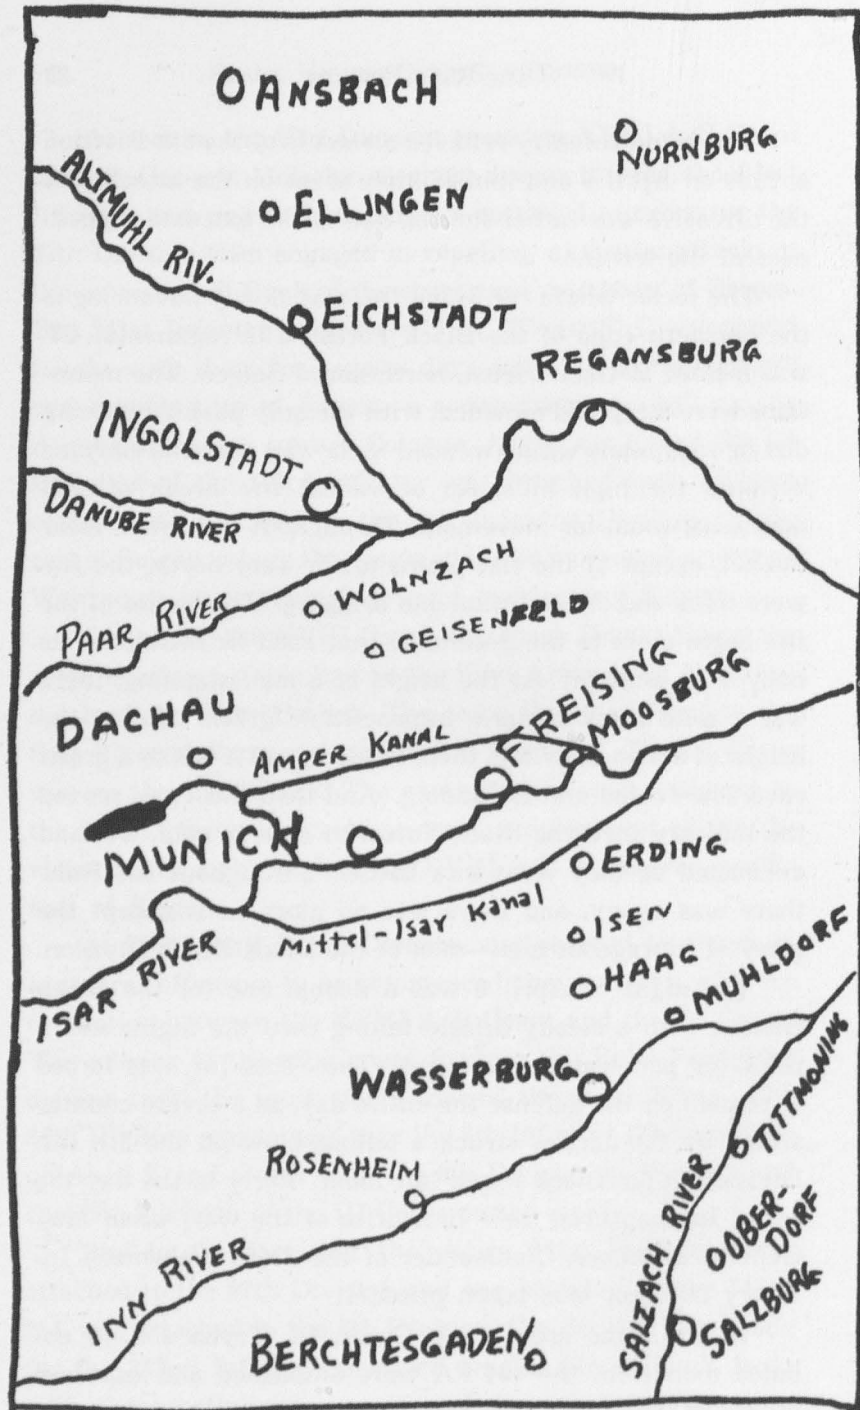 ANSBACH
NURNBURG
ALTMUHL RIV.
ELLINGEN
EICHSTADT
REGANSBURG
INGOLSTADT
DANUBE RIVER
WOLNZACH
PAAR RIVER
GEISENFELD
FREISING
MOOSBURG
DACHAU
AMPER KANAL
MUNICH
ERDING
Mittel-Isar Kanal
ISEN
ISAR RIVER
HAAG
MUHLDORF
WASSERBURG
TITTMONING
ROSENHEIM
SALZACH RIVER
OBER-
DORF
INN RIVER
SALZBURG
BERCHTESGADEN